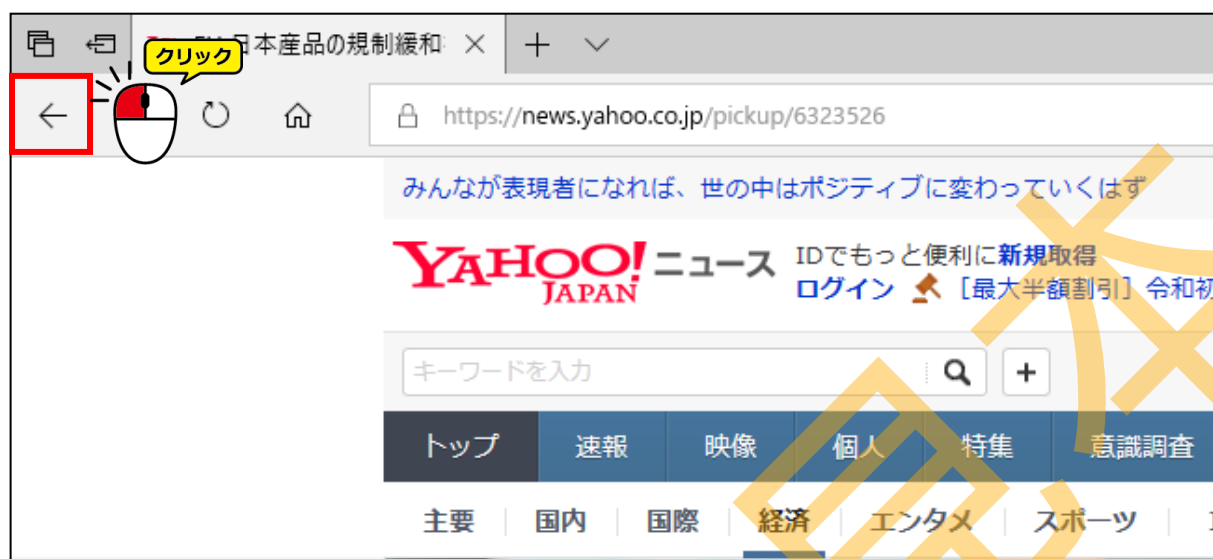 日本産品の規制緩和
クリック
https://news.yahoo.co.jp/pickup/6323526
みんなが表現者になれば、世の中はポジティブに変わっていくはず
YAHOO! ニュース
JAPAN
IDでもっと便利に新規取得
ログイン [最大半額割引] 令和初
キーワードを入力
トップ 速報 映像 個人 特集 意識調査
主要 国内 国際 経済 エンタメ スポーツ
見本